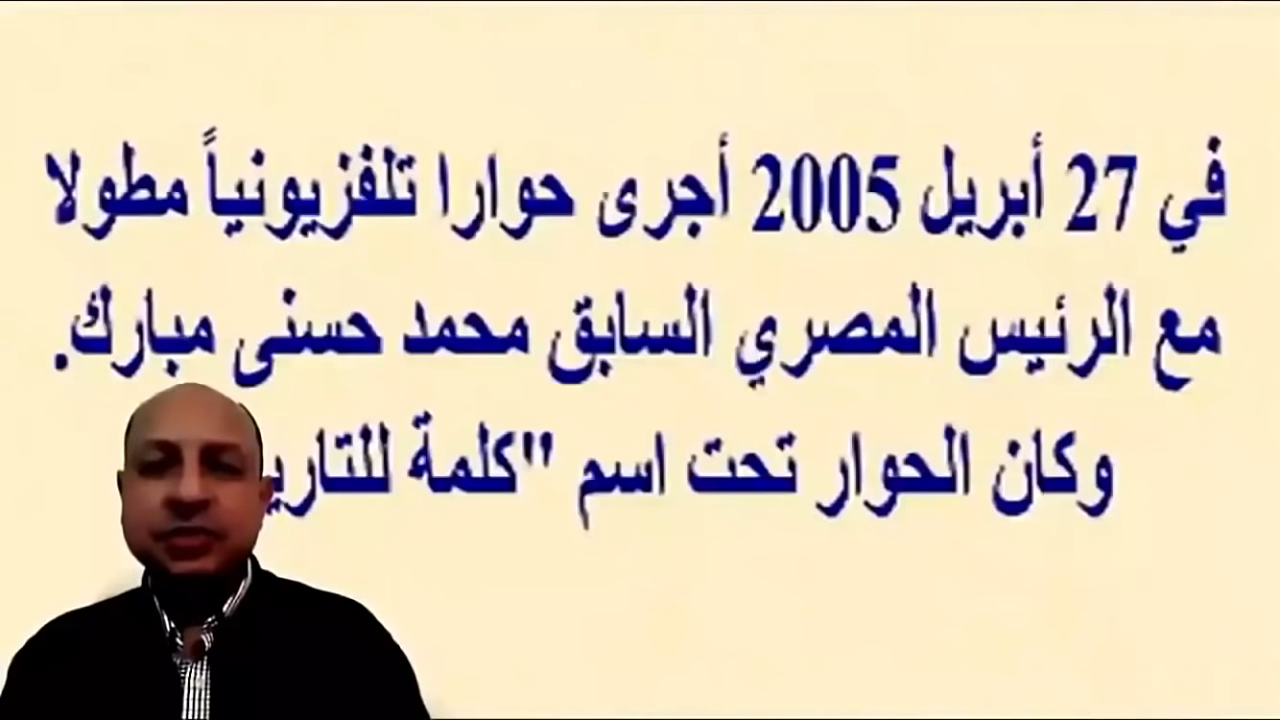 في 27 أبريل 2005 أجرى حوارا تلفزيونياً مطولا
مع الرئيس المصري السابق محمد حسنى مبارك.
وكان الحوار تحت اسم "كلمة